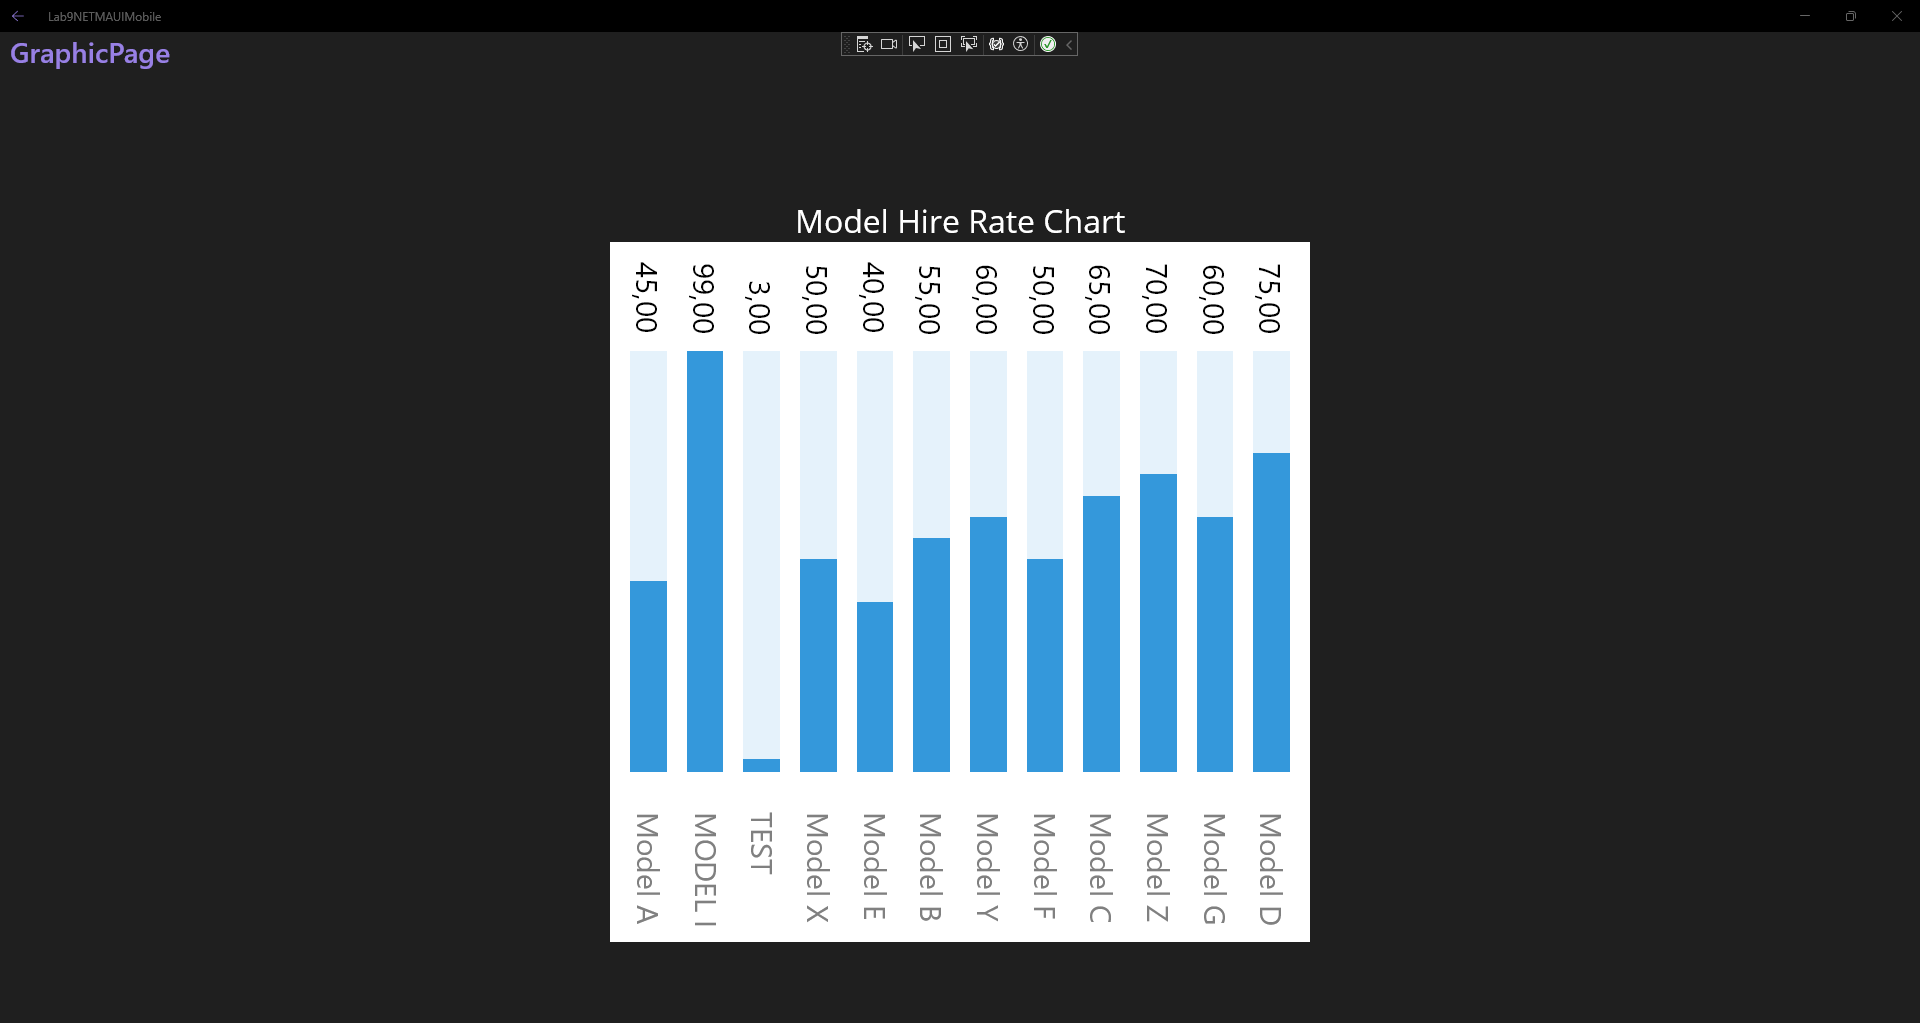 Lab9NETMAUIMobile
GraphicPage
Model Hire Rate Chart
45,00
99,00
3,00
50,00
40,00
55,00
60,00
50,00
65,00
70,00
60,00
75,00
Model A
MODEL I
TEST
Model X
Model E
Model B
Model Y
Model F
Model C
Model Z
Model G
Model D